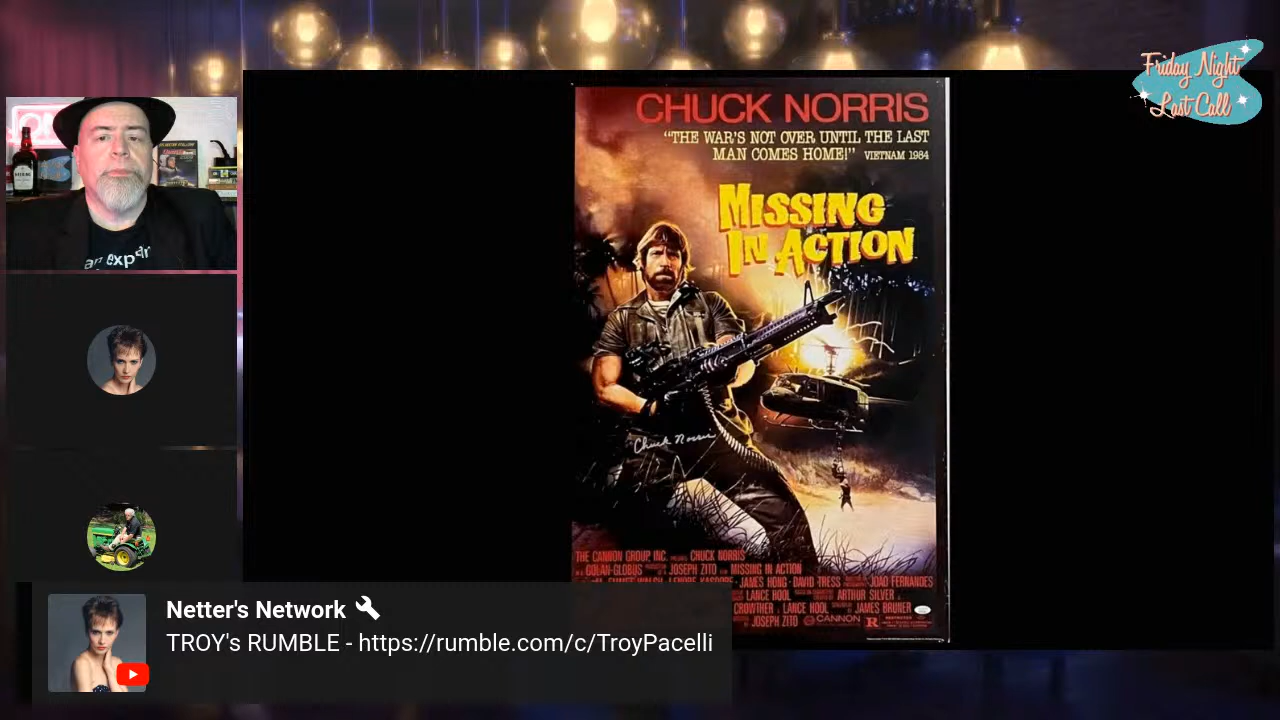 Friday Night
Last Call
CHUCK NORRIS
“THE WAR'S NOT OVER UNTIL THE LAST
MAN COMES HOME!” VIETNAM 1984
MISSING
IN ACTION
Chuck Norris
THE CANNON GROUP, INC. PRESENTS CHUCK NORRIS
GOLAN-GLOBUS JOSEPH ZITO MISSING IN ACTION
JAMES HONG · DAVID TRESS JOAO FERNANDES
LANCE HOOL ARTHUR SILVER
CROWTHER & LANCE HOOL JAMES BRUNER
JOSEPH ZITO CANNON R RESTRICTED
Netter's Network
TROY's RUMBLE - https://rumble.com/c/TroyPacelli